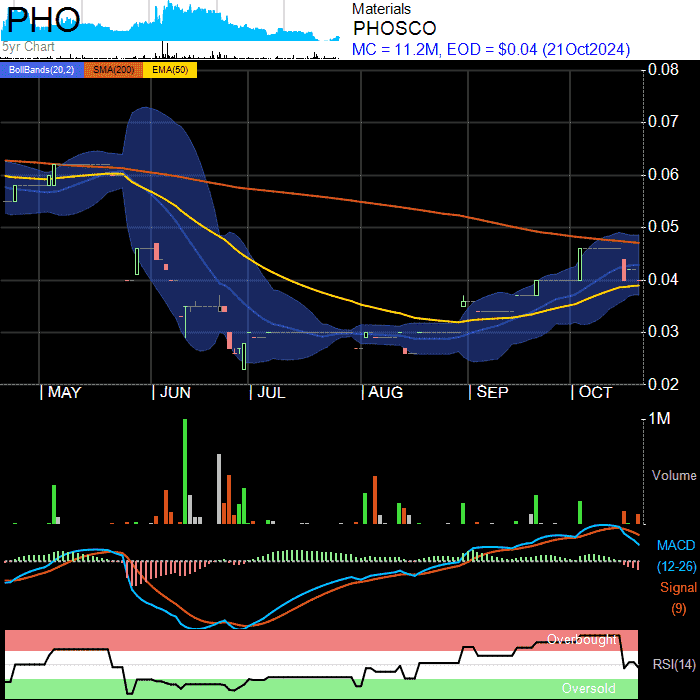 PHO
5yr Chart
Materials
PHOSCO
MC = 11.2M, EOD = $0.04 (21Oct2024)
BollBands(20,2) SMA(200) EMA(50)
0.08
0.07
0.06
0.05
0.04
0.03
0.02
MAY JUN JUL AUG SEP OCT
1M
Volume
MACD
(12-26)
Signal
(9)
Overbought
RSI(14)
Oversold